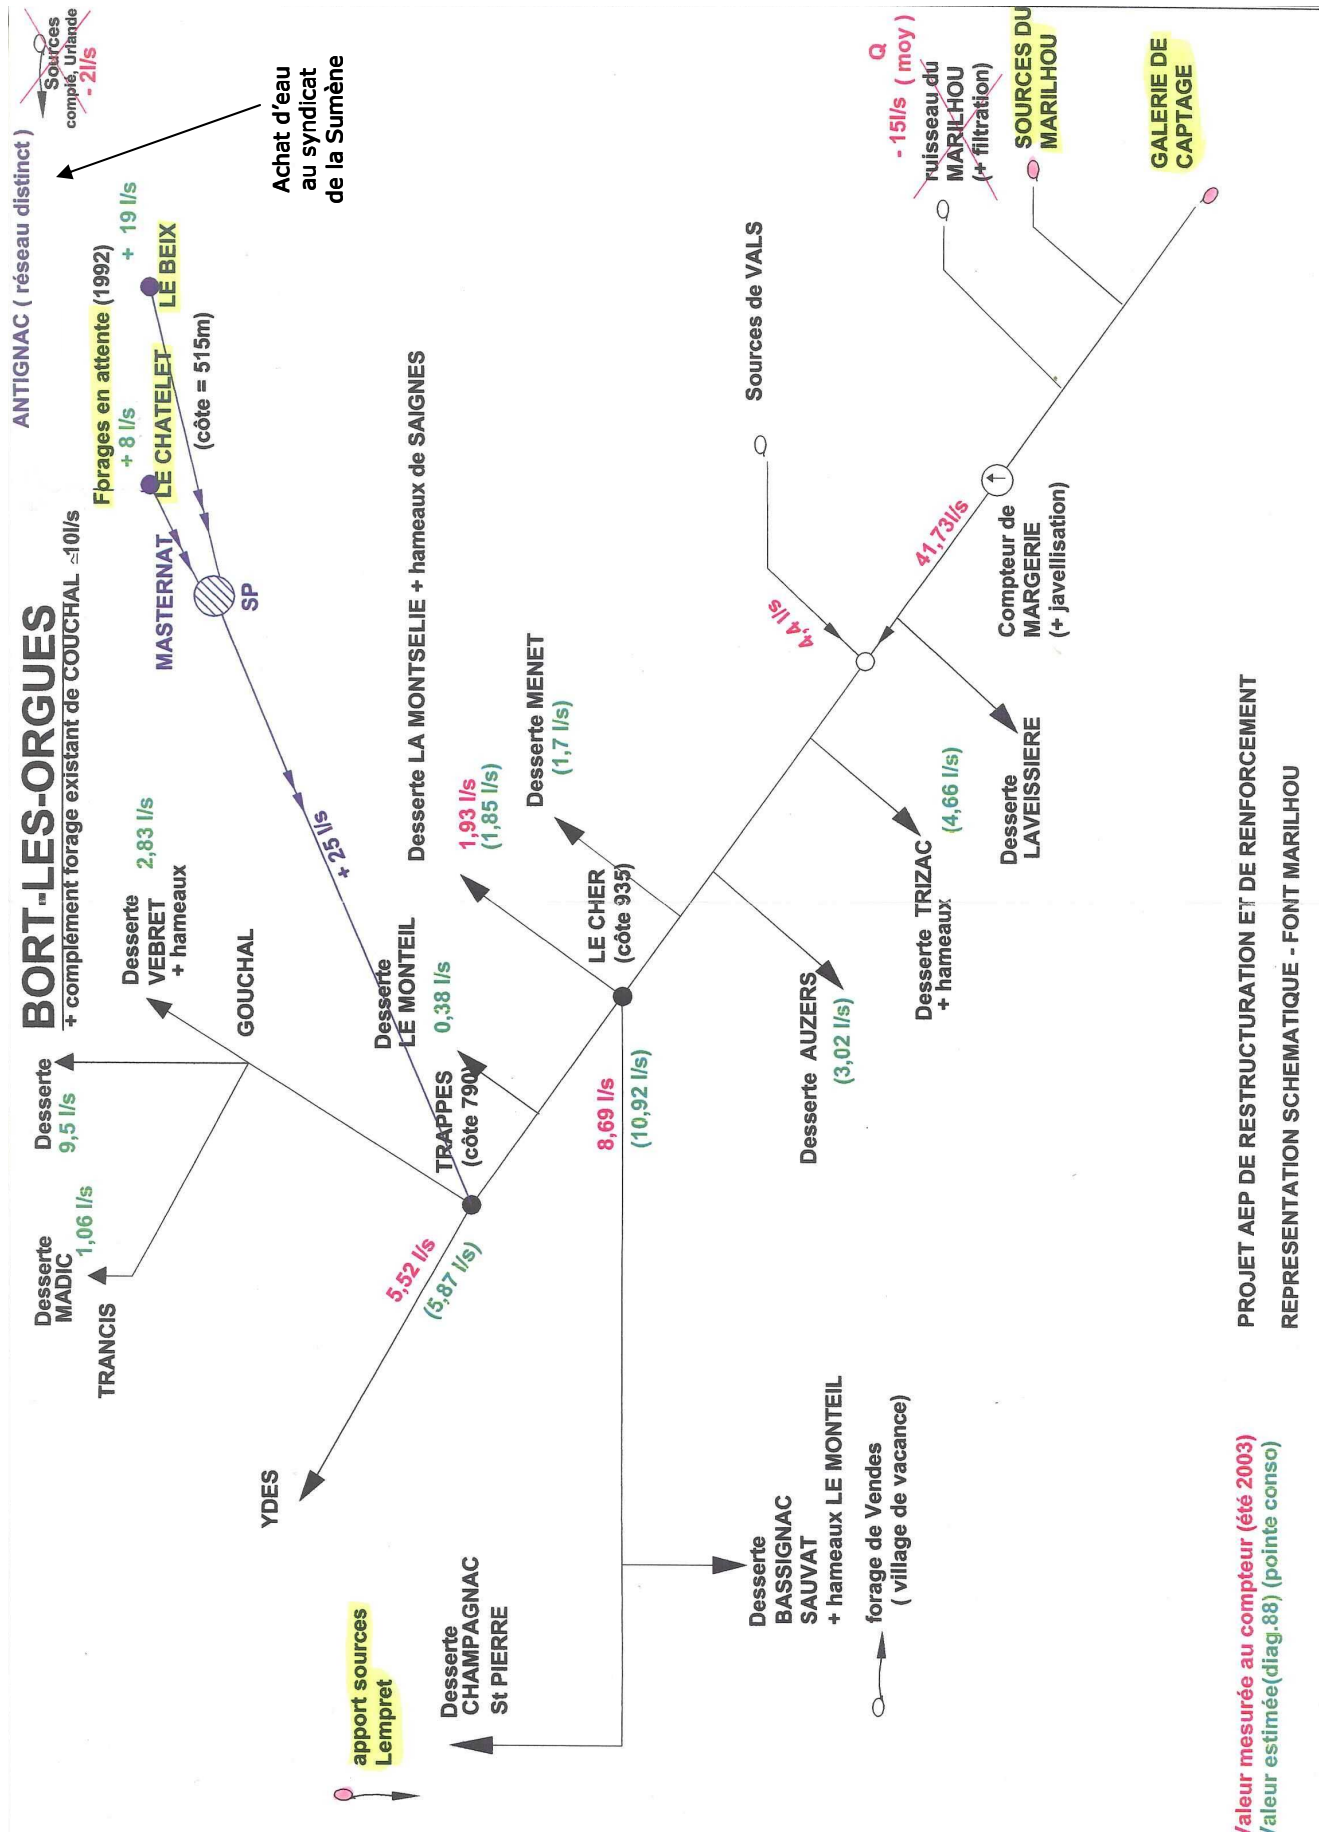 Sources
compié, Urlande
- 2l/s
ANTIGNAC ( réseau distinct )
Achat d'eau
au syndicat
de la Sumène
BORT-LES-ORGUES
+ complément forage existant de COUCHAL ≃10l/s
Forages en attente (1992)
+ 8 l/s
+ 19 l/s
LE CHATELET
LE BEIX
(côte = 515m)
MASTERNAT
SP
+ 25 l/s
Desserte
MADIC
1,06 l/s
TRANCIS
Desserte
9,5 l/s
Desserte
VEBRET
+ hameaux
2,83 l/s
GOUCHAL
Desserte
LE MONTEIL
0,38 l/s
TRAPPES
(côte 790)
5,52 l/s
(5,87 l/s)
YDES
Desserte LA MONTSELIE + hameaux de SAIGNES
1,93 l/s
(1,85 l/s)
Desserte MENET
(1,7 l/s)
LE CHER
(côte 935)
8,69 l/s
(10,92 l/s)
apport sources
Lempret
Desserte
CHAMPAGNAC
St PIERRE
Desserte
BASSIGNAC
SAUVAT
+ hameaux LE MONTEIL
forage de Vendes
( village de vacance)
Desserte AUZERS
(3,02 l/s)
Desserte TRIZAC
+ hameaux
(4,66 l/s)
Desserte
LAVEISSIERE
Sources de VALS
4,4 l/s
41,73l/s
Compteur de
MARGERIE
(+ javellisation)
Q
- 15l/s ( moy )
ruisseau du
MARILHOU
(+ filtration)
SOURCES DU
MARILHOU
GALERIE DE
CAPTAGE
PROJET AEP DE RESTRUCTURATION ET DE RENFORCEMENT
REPRESENTATION SCHEMATIQUE - FONT MARILHOU
Valeur mesurée au compteur (été 2003)
Valeur estimée(diag.88) (pointe conso)